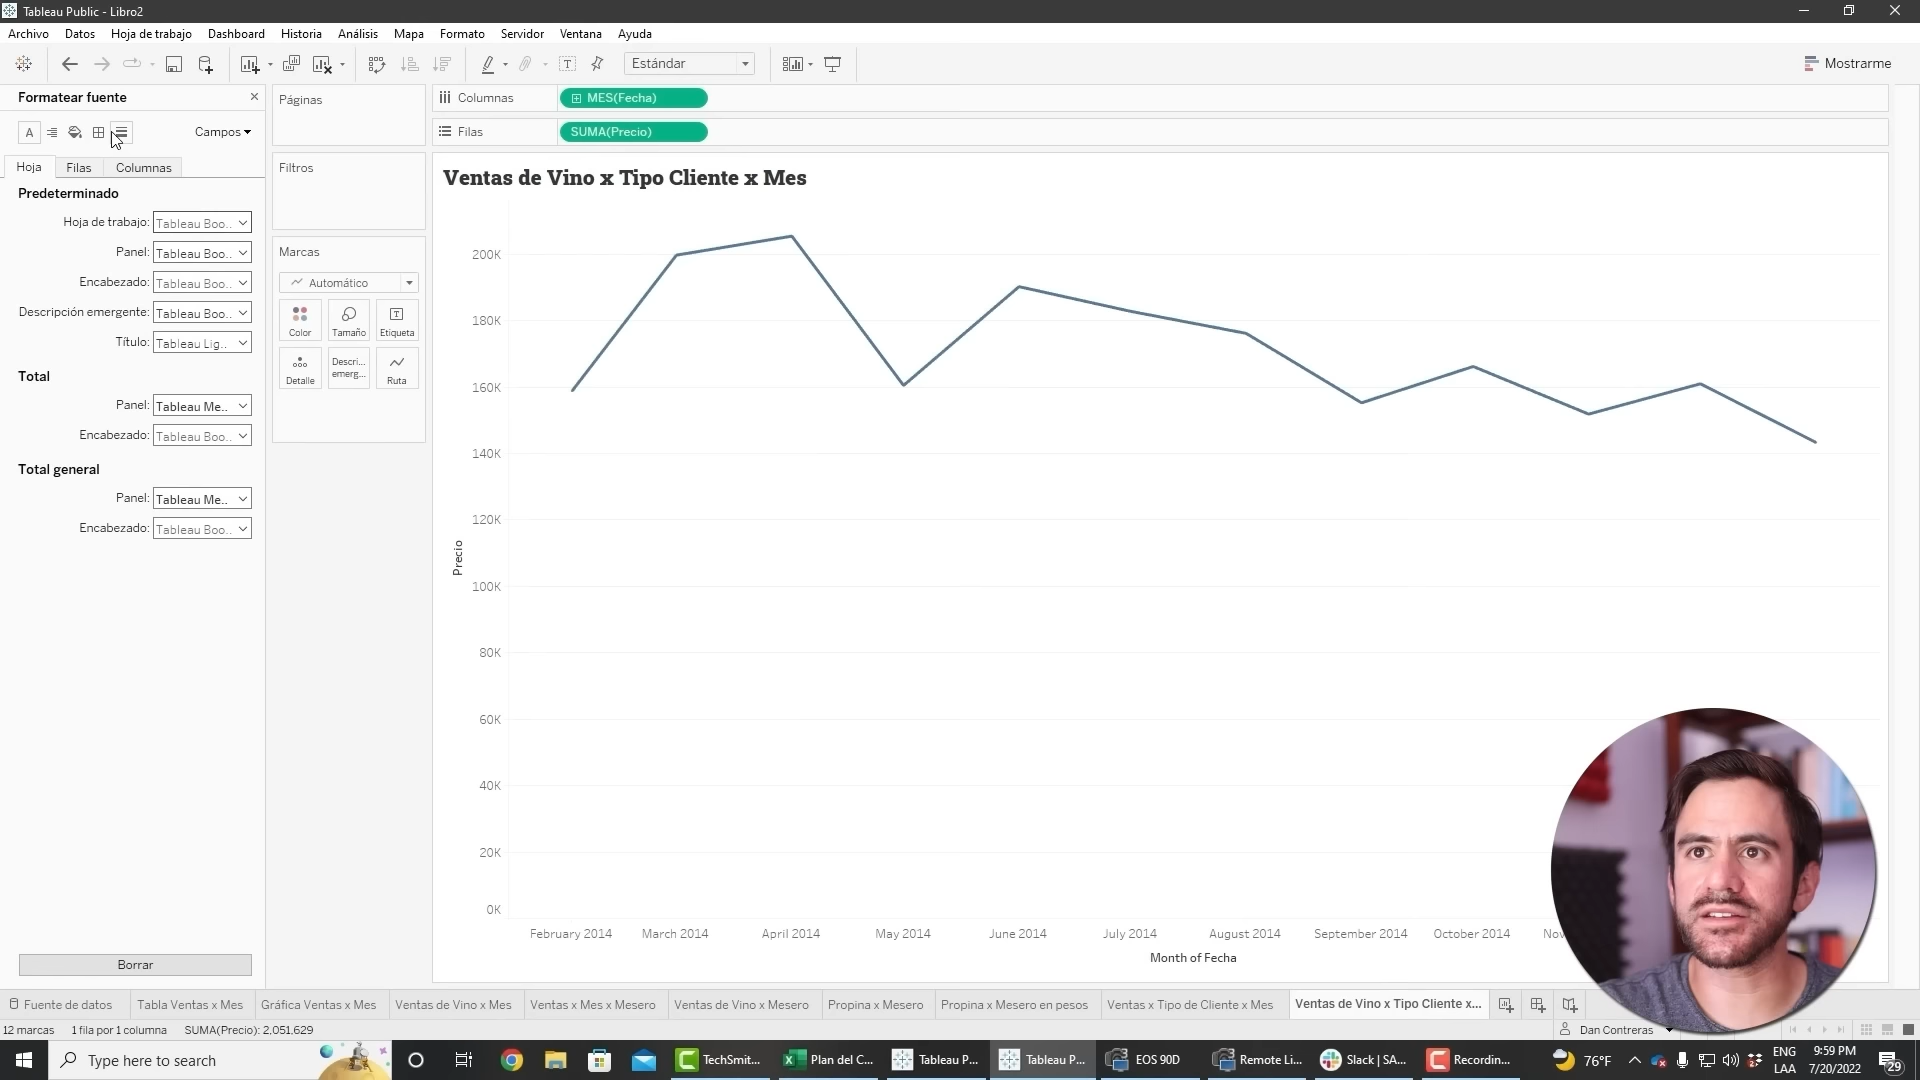 Tableau Public - Libro2
Archivo Datos Hoja de trabajo Dashboard Historia Análisis Mapa Formato Servidor Ventana Ayuda
Estándar
Mostrarme
Formatear fuente
Campos
Hoja Filas Columnas
Predeterminado
Hoja de trabajo: Tableau Boo..
Panel: Tableau Boo..
Encabezado: Tableau Boo..
Descripción emergente: Tableau Boo..
Título: Tableau Lig..
Total
Panel: Tableau Me..
Encabezado: Tableau Boo..
Total general
Panel: Tableau Me..
Encabezado: Tableau Boo..
Borrar
Páginas
Filtros
Marcas
Automático
Color Tamaño Etiqueta
Detalle Descri... emerg... Ruta
Columnas MES(Fecha)
Filas SUMA(Precio)
Ventas de Vino x Tipo Cliente x Mes
200K
180K
160K
140K
120K
100K
80K
60K
40K
20K
0K
Precio
February 2014 March 2014 April 2014 May 2014 June 2014 July 2014 August 2014 September 2014 October 2014
Month of Fecha
Fuente de datos Tabla Ventas x Mes Gráfica Ventas x Mes Ventas de Vino x Mes Ventas x Mes x Mesero Ventas de Vino x Mesero Propina x Mesero Propina x Mesero en pesos Ventas x Tipo de Cliente x Mes Ventas de Vino x Tipo Cliente x...
12 marcas 1 fila por 1 columna SUMA(Precio): 2,051,629
Dan Contreras
Type here to search
TechSmit... Plan del C... Tableau P... Tableau P... EOS 90D Remote Li... Slack | SA... Recordin...
76°F
ENG
LAA
9:59 PM
7/20/2022
29